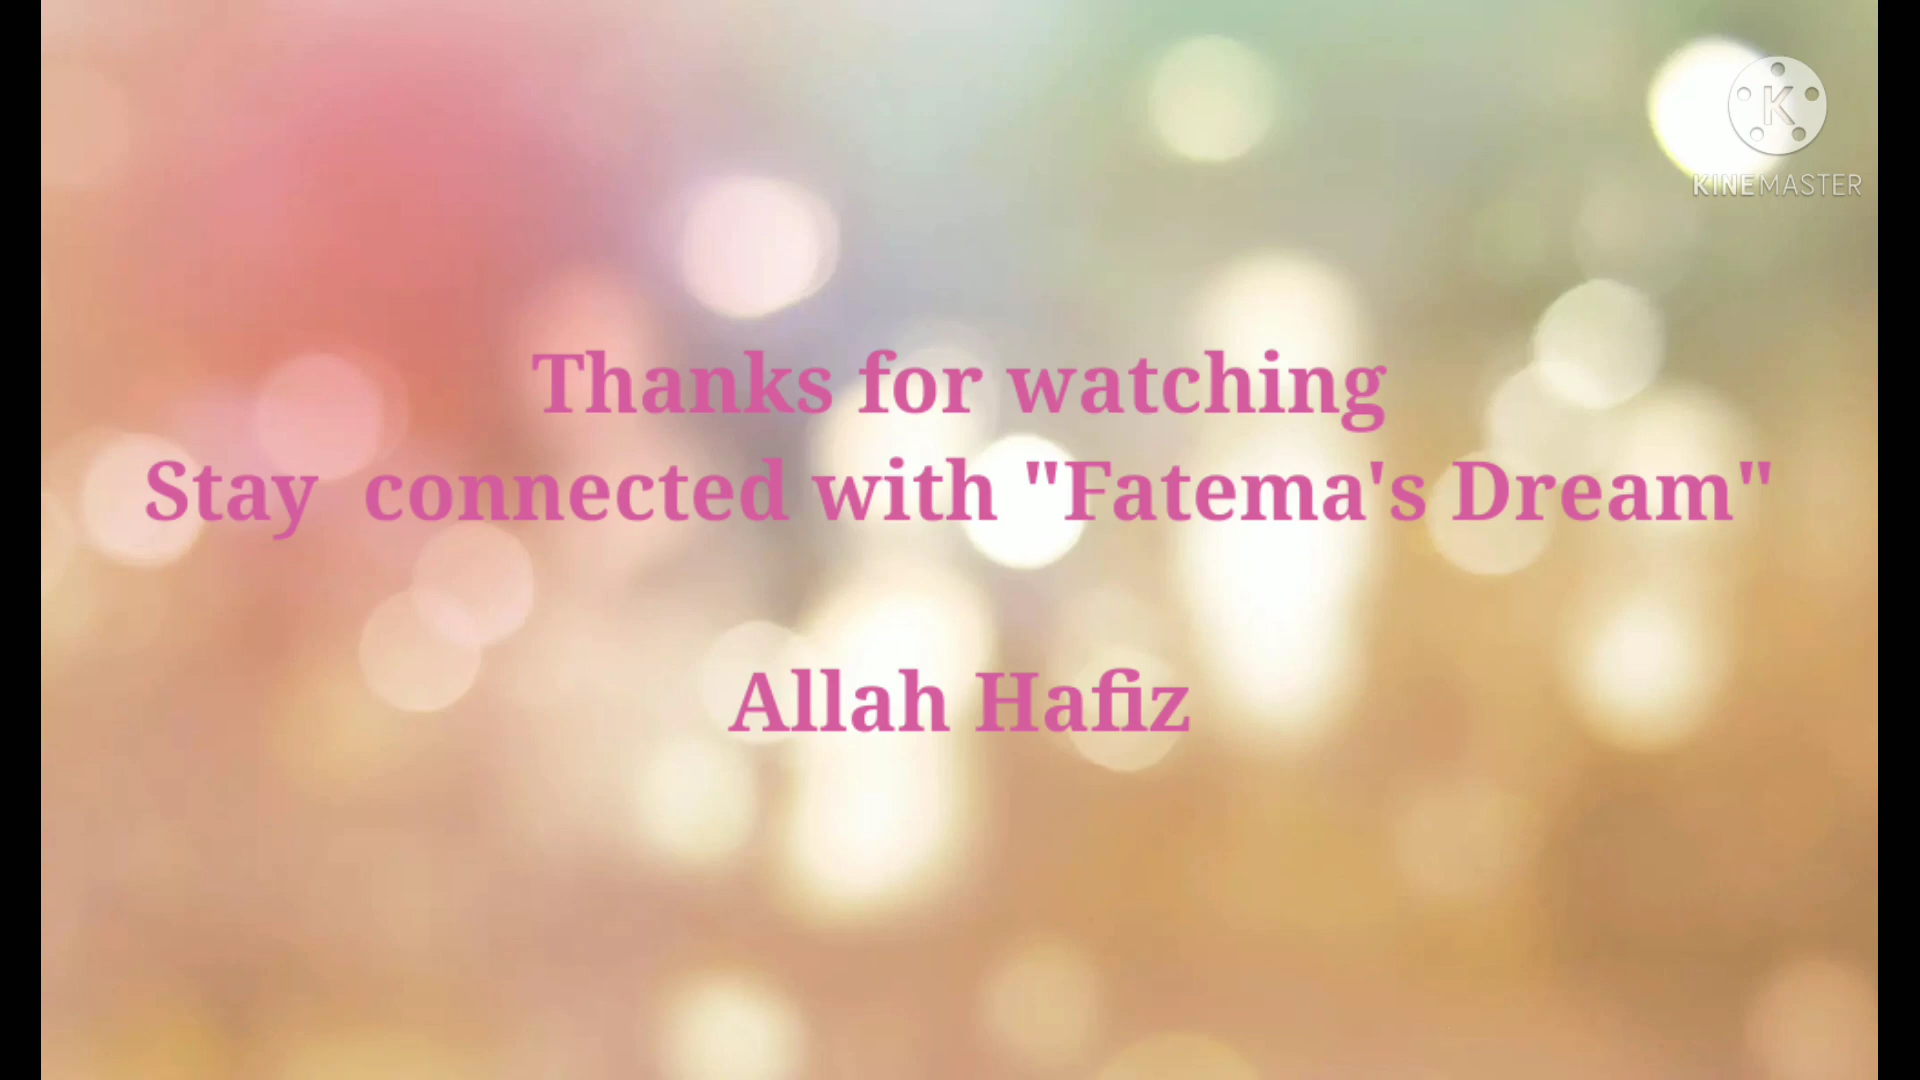 K
KINEMASTER
Thanks for watching
Stay  connected with "Fatema's Dream"
Allah Hafiz